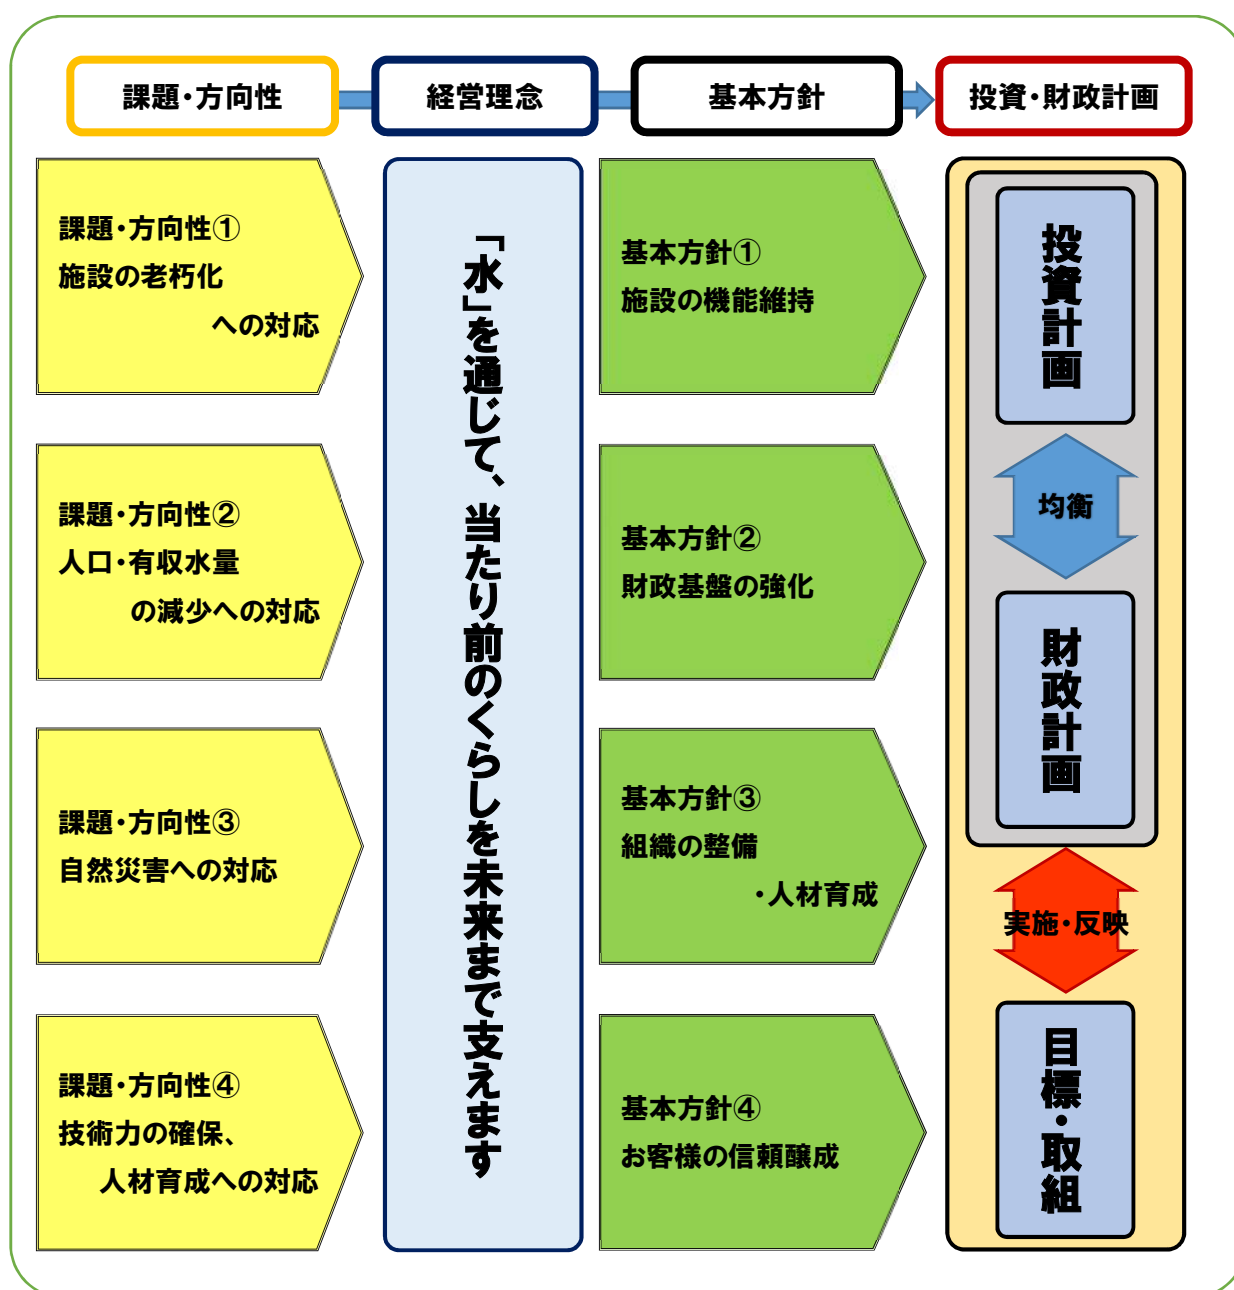 課題・方向性
経営理念
基本方針
投資・財政計画
課題・方向性①
施設の老朽化
への対応
課題・方向性②
人口・有収水量
の減少への対応
課題・方向性③
自然災害への対応
課題・方向性④
技術力の確保、
人材育成への対応
「水」を通じて、当たり前のくらしを未来まで支えます
基本方針①
施設の機能維持
基本方針②
財政基盤の強化
基本方針③
組織の整備
・人材育成
基本方針④
お客様の信頼醸成
投資計画
均衡
財政計画
実施・反映
目標・取組